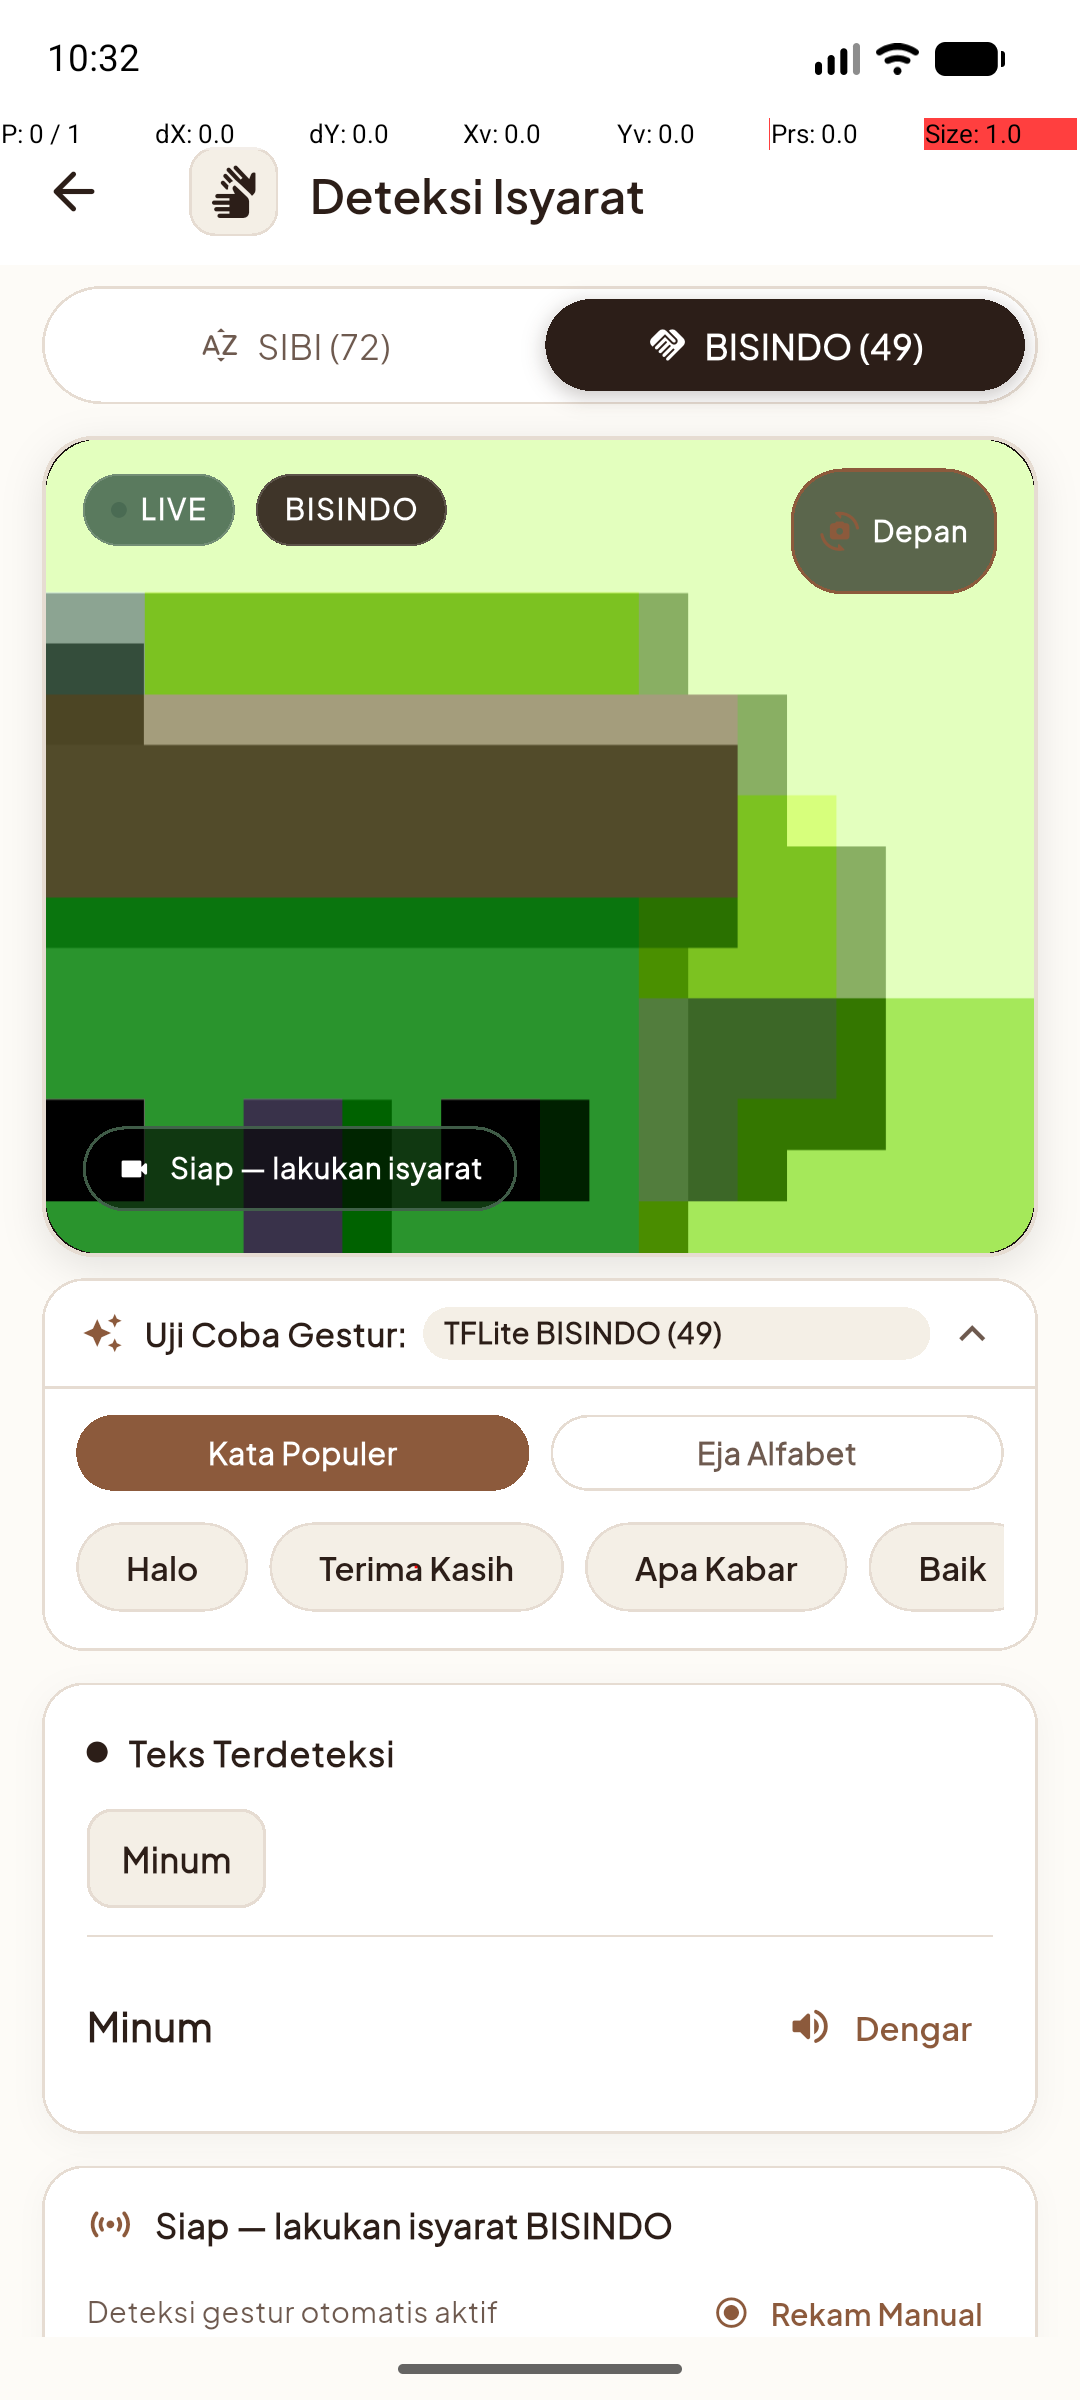 10:32
P: 0 / 1 dX: 0.0 dY: 0.0 Xv: 0.0 Yv: 0.0 Prs: 0.0 Size: 1.0
Deteksi Isyarat
AZ SIBI (72) BISINDO (49)
LIVE BISINDO Depan
Siap — lakukan isyarat
Uji Coba Gestur: TFLite BISINDO (49)
Kata Populer Eja Alfabet
Halo Terima Kasih Apa Kabar Baik
Teks Terdeteksi
Minum
Minum Dengar
Siap — lakukan isyarat BISINDO
Deteksi gestur otomatis aktif Rekam Manual